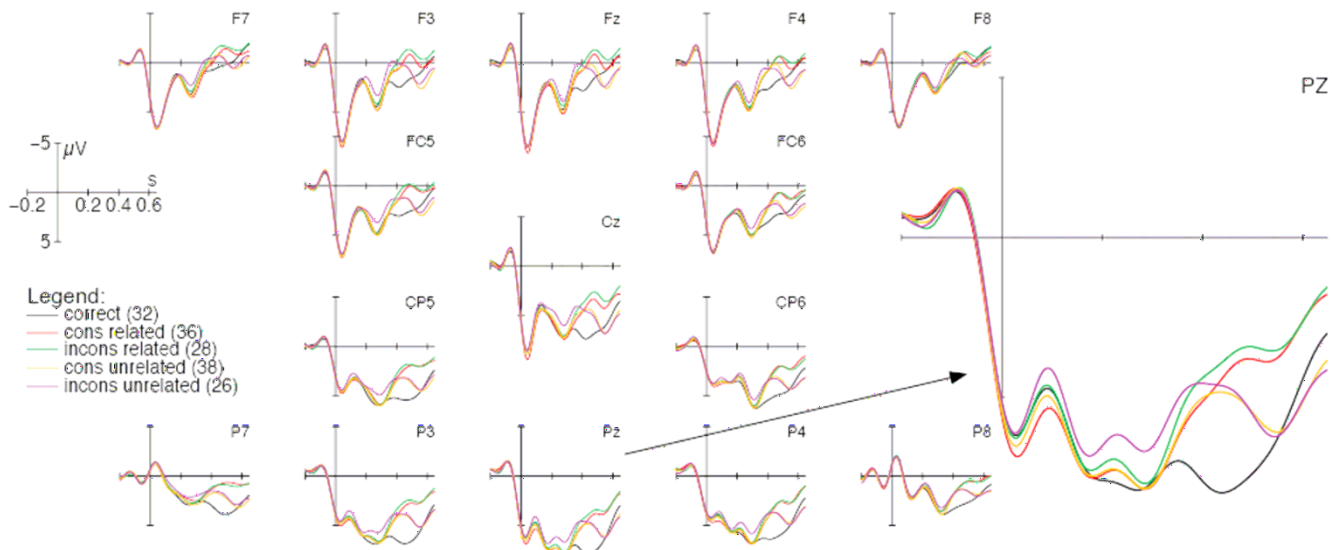 F7 F3 Fz F4 F8
PZ
FC5 FC6
−5 µV
s
−0.2 0.2 0.4 0.6
5
Cz
Legend:
correct (32)
cons related (36)
incons related (28)
cons unrelated (38)
incons unrelated (26)
CP5 CP6
P7 P3 Pz P4 P8